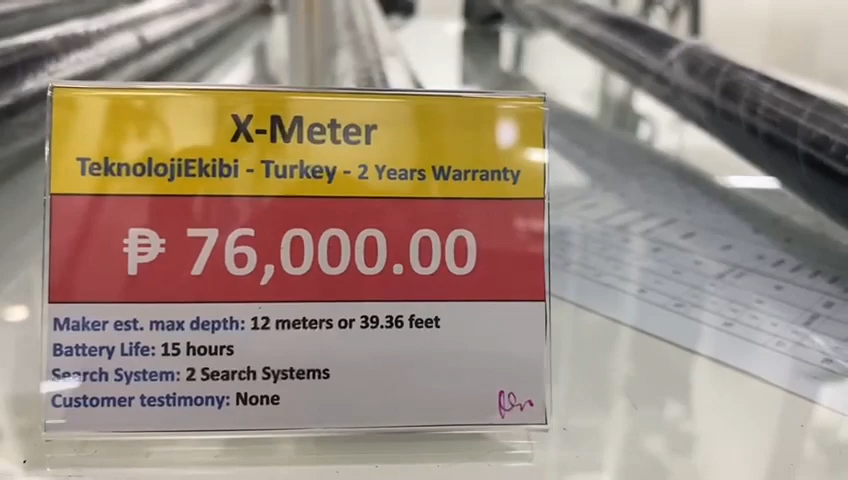 X-Meter
TeknolojiEkibi - Turkey - 2 Years Warranty
₱ 76,000.00
Maker est. max depth: 12 meters or 39.36 feet
Battery Life: 15 hours
Search System: 2 Search Systems
Customer testimony: None